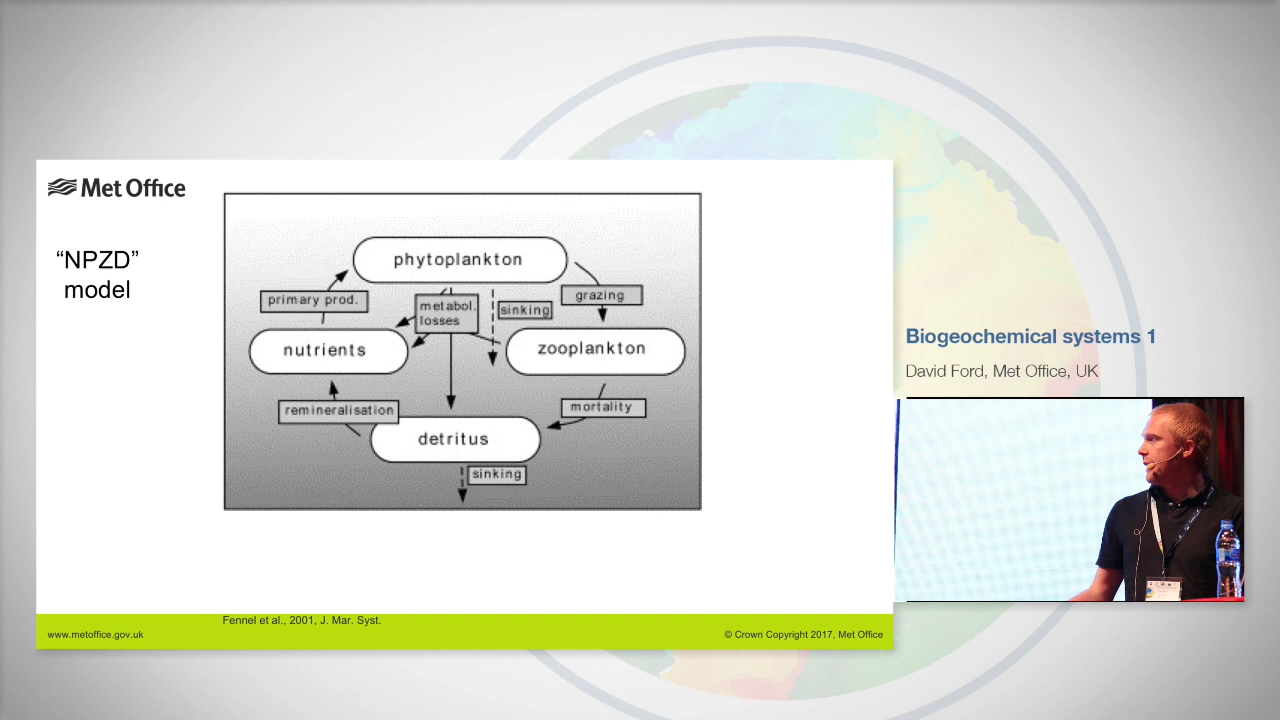 Met Office
“NPZD”
model
phytoplankton
primary prod.
metabol.
losses
sinking
grazing
nutrients
zooplankton
remineralisation
mortality
detritus
sinking
Fennel et al., 2001, J. Mar. Syst.
www.metoffice.gov.uk
© Crown Copyright 2017, Met Office
Biogeochemical systems 1
David Ford, Met Office, UK